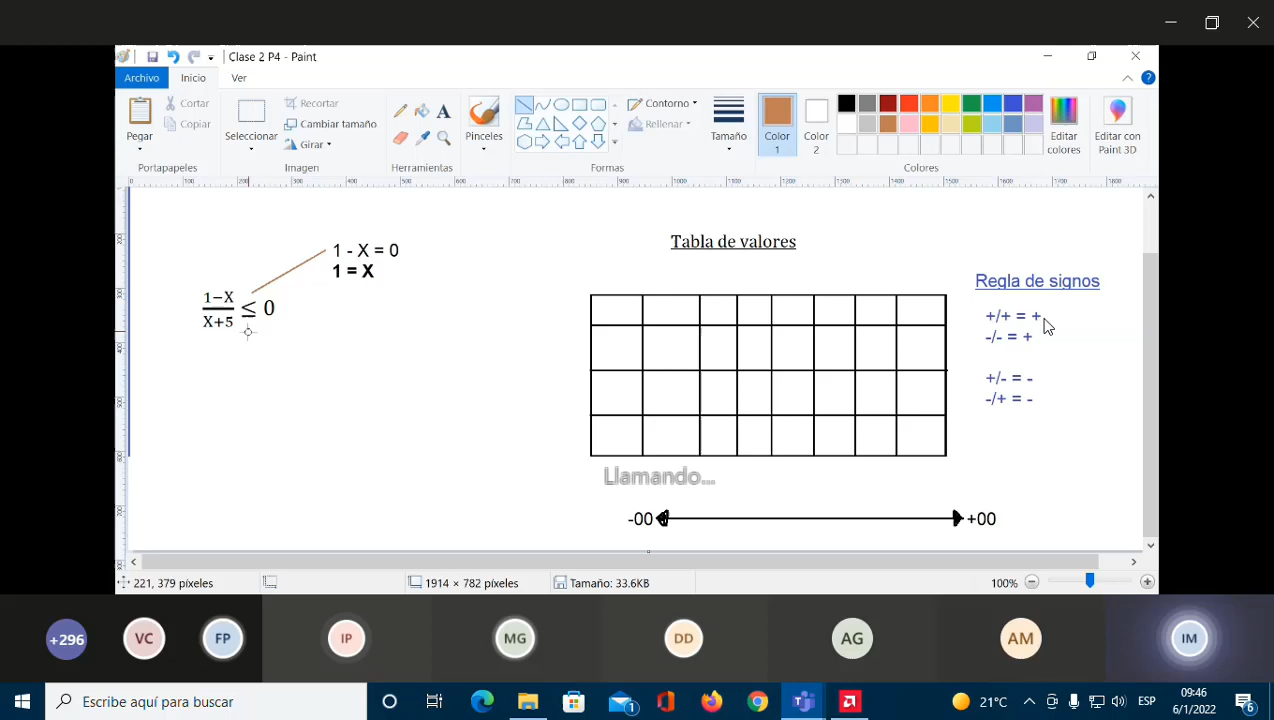 Clase 2 P4 - Paint
Archivo Inicio Ver
Pegar
Cortar
Copiar
Portapapeles
Seleccionar
Recortar
Cambiar tamaño
Girar
Imagen
Herramientas
Pinceles
Contorno
Rellenar
Formas
Tamaño
Color 1
Color 2
Editar colores
Colores
Editar con Paint 3D
1 - X = 0
1 = X
1−X
X+5
≤ 0
Tabla de valores
Regla de signos
+/+ = +
-/- = +
+/- = -
-/+ = -
Llamando...
-00 +00
221, 379 píxeles
1914 × 782 píxeles
Tamaño: 33.6KB
100%
+296 VC FP IP MG DD AG AM IM
Escribe aquí para buscar
1
21°C
ESP
09:46
6/1/2022
6